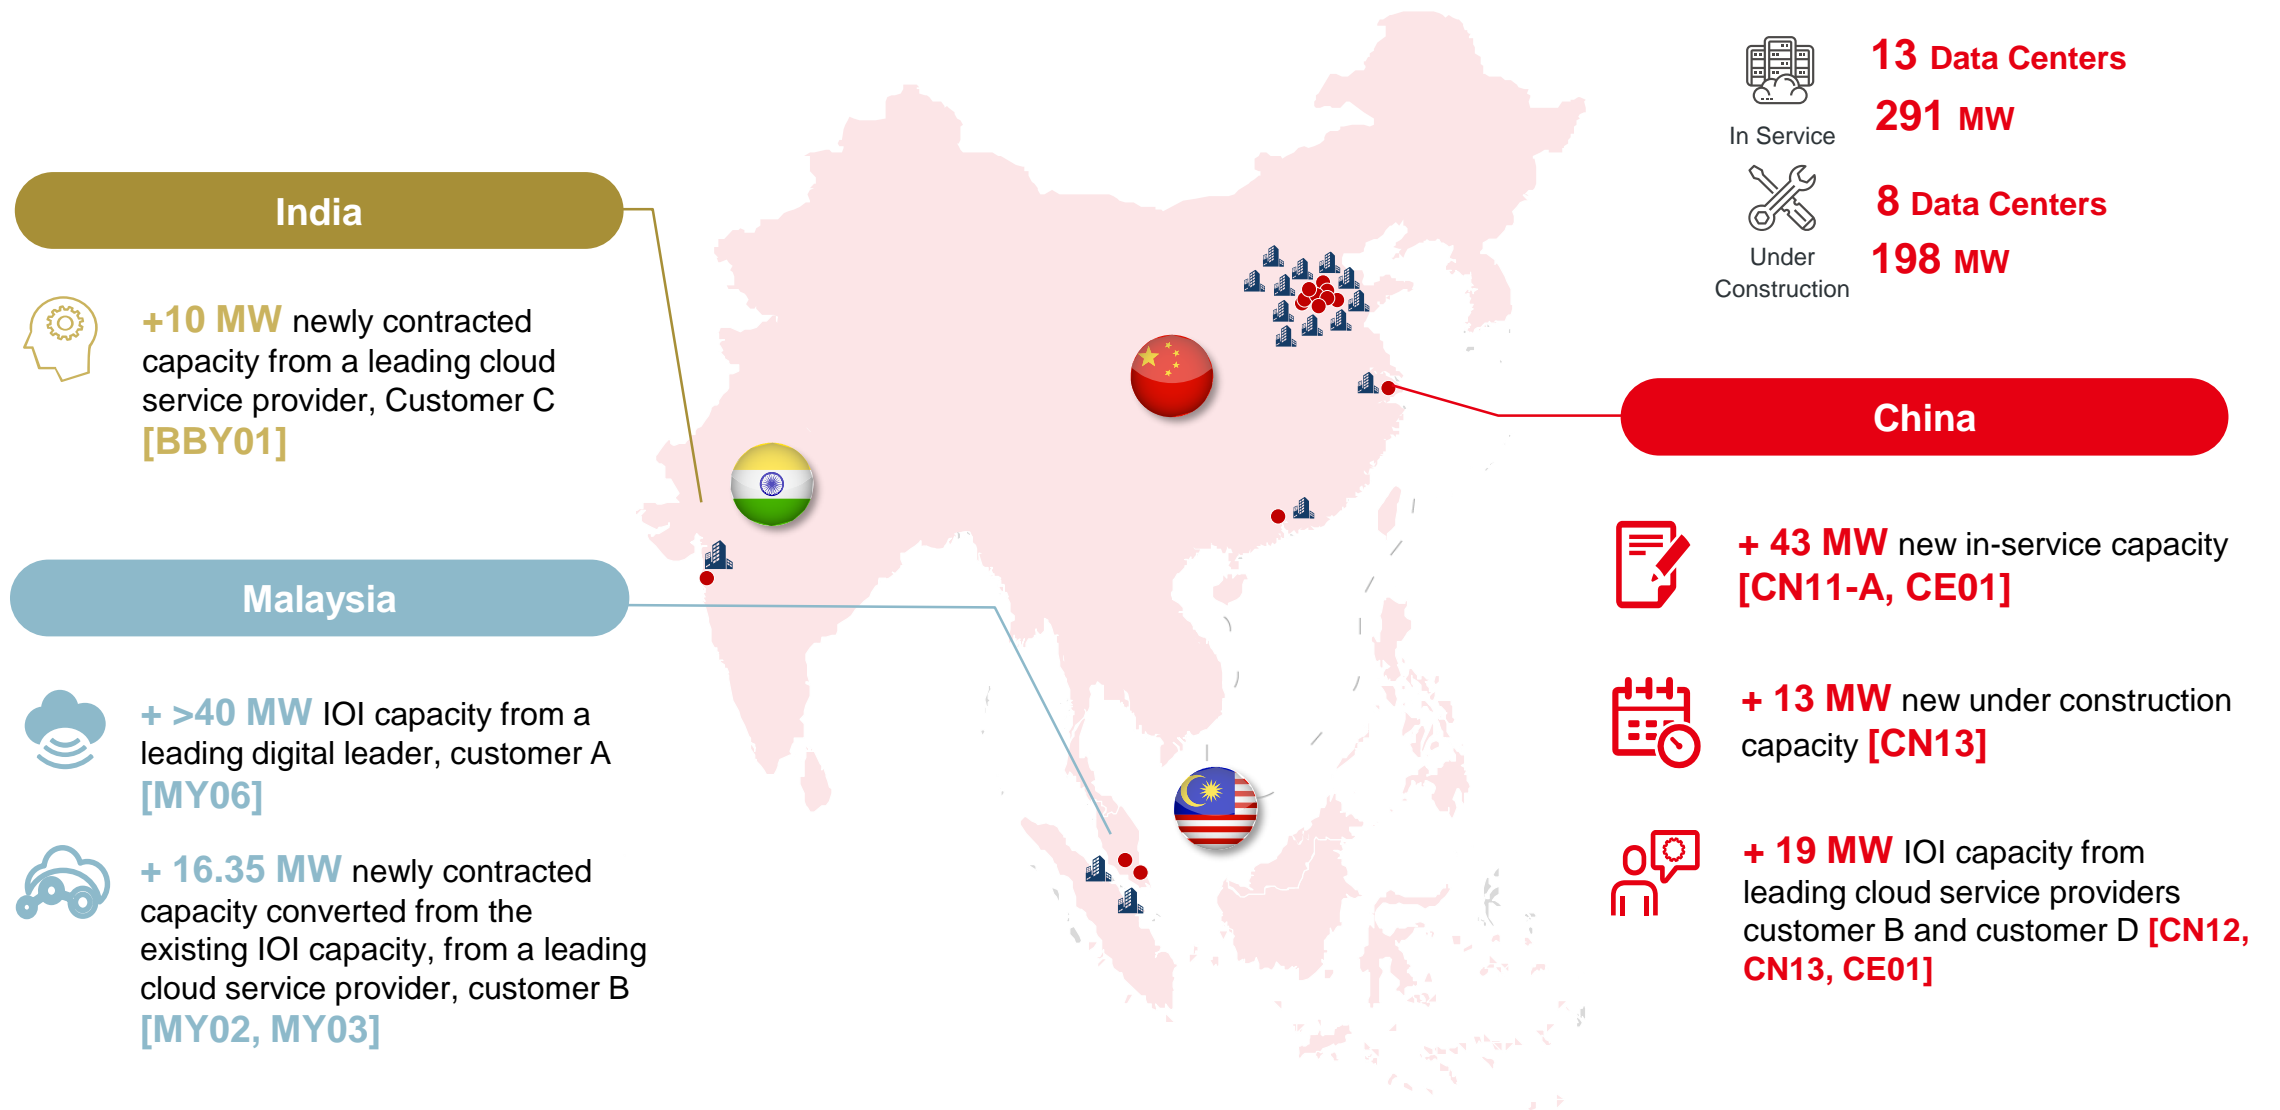 13 Data Centers
291 MW
In Service
8 Data Centers
198 MW
Under
Construction
India
+10 MW newly contracted
capacity from a leading cloud
service provider, Customer C
[BBY01]
Malaysia
+ >40 MW IOI capacity from a
leading digital leader, customer A
[MY06]
+ 16.35 MW newly contracted
capacity converted from the
existing IOI capacity, from a leading
cloud service provider, customer B
[MY02, MY03]
China
+ 43 MW new in-service capacity
[CN11-A, CE01]
+ 13 MW new under construction
capacity [CN13]
+ 19 MW IOI capacity from
leading cloud service providers
customer B and customer D [CN12,
CN13, CE01]